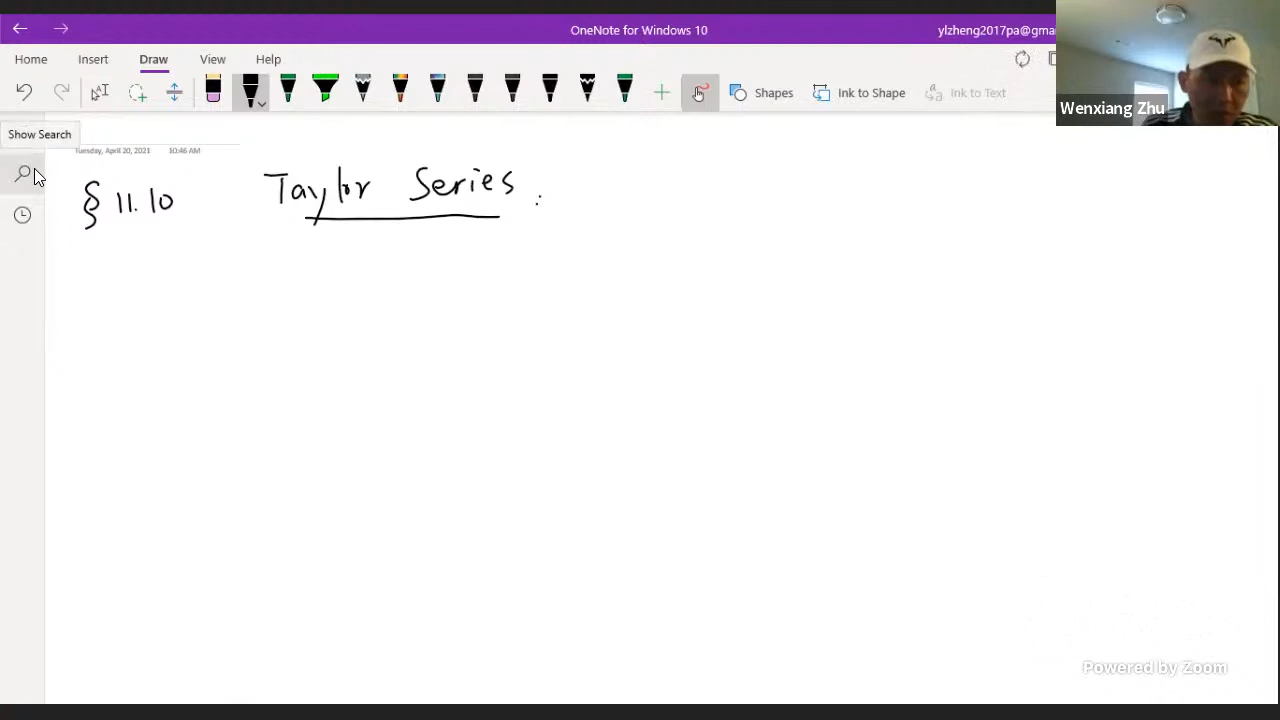 OneNote for Windows 10
ylzheng2017pa@gma
Home Insert Draw View Help
Shapes Ink to Shape Ink to Text
Wenxiang Zhu
Show Search
Tuesday, April 20, 2021 10:46 AM
§ 11.10 Taylor Series .
Powered by Zoom